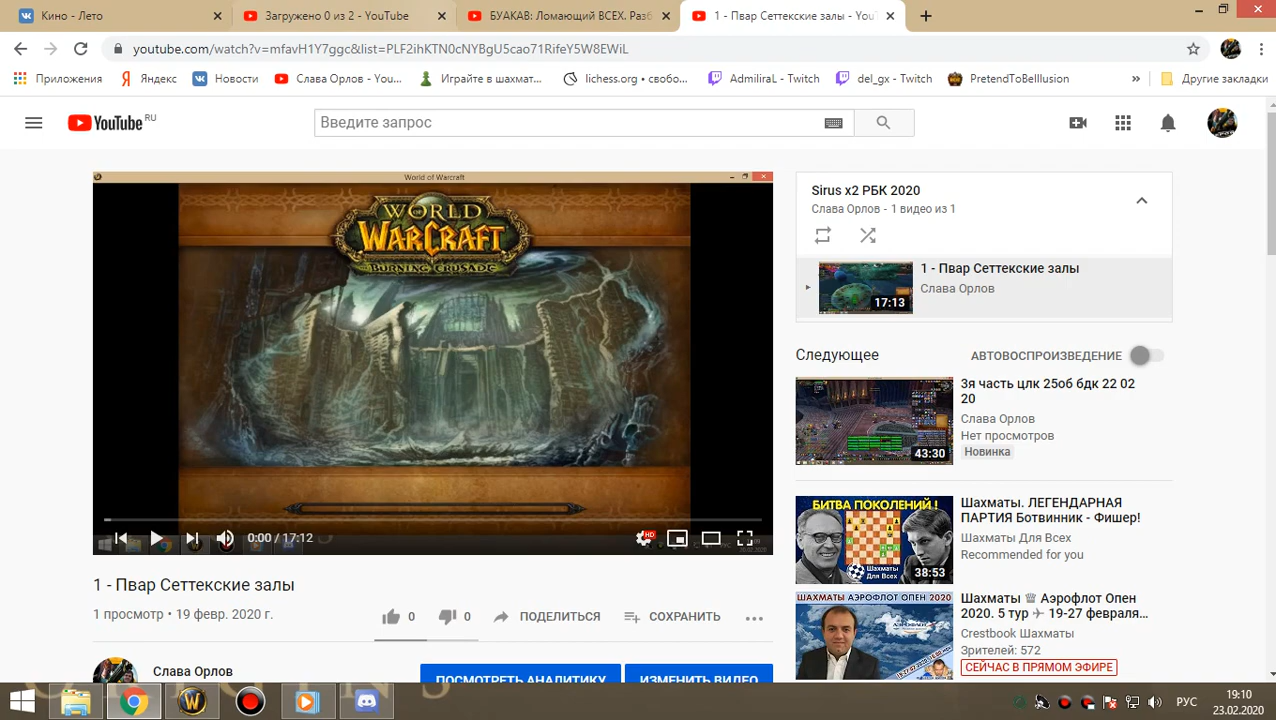 Кино - Лето
Загружено 0 из 2 - YouTube
БУАКАВ: Ломающий ВСЕХ. Разб
1 - Пвар Сеттекские залы - You
youtube.com/watch?v=mfavH1Y7ggc&list=PLF2ihKTN0cNYBgU5cao71RifeY5W8EWiL
Приложения
Яндекс
Новости
Слава Орлов - You...
Играйте в шахмат...
lichess.org • свобо...
AdmiriraL - Twitch
del_gx - Twitch
PretendToBeIllusion
»
Другие закладки
YouTube RU
Введите запрос
World of Warcraft
WORLD
OF
WARCRAFT
BURNING CRUSADE
0:00 / 17:12
HD
Sirus x2 РБК 2020
Слава Орлов - 1 видео из 1
1 - Пвар Сеттекские залы
Слава Орлов
17:13
Следующее
АВТОВОСПРОИЗВЕДЕНИЕ
3я часть цлк 25об бдк 22 02
20
Слава Орлов
Нет просмотров
Новинка
43:30
БИТВА ПОКОЛЕНИЙ !
Шахматы
Для Всех
38:53
Шахматы. ЛЕГЕНДАРНАЯ
ПАРТИЯ Ботвинник - Фишер!
Шахматы Для Всех
Recommended for you
ШАХМАТЫ АЭРОФЛОТ ОПЕН 2020
Шахматы ♕ Аэрофлот Опен
2020. 5 тур ✈ 19-27 февраля...
Crestbook Шахматы
Зрителей: 572
СЕЙЧАС В ПРЯМОМ ЭФИРЕ
1 - Пвар Сеттекские залы
1 просмотр • 19 февр. 2020 г.
0
0
ПОДЕЛИТЬСЯ
СОХРАНИТЬ
Слава Орлов
ПОСМОТРЕТЬ АНАЛИТИКУ
ИЗМЕНИТЬ ВИДЕО
РУС
19:10
23.02.2020